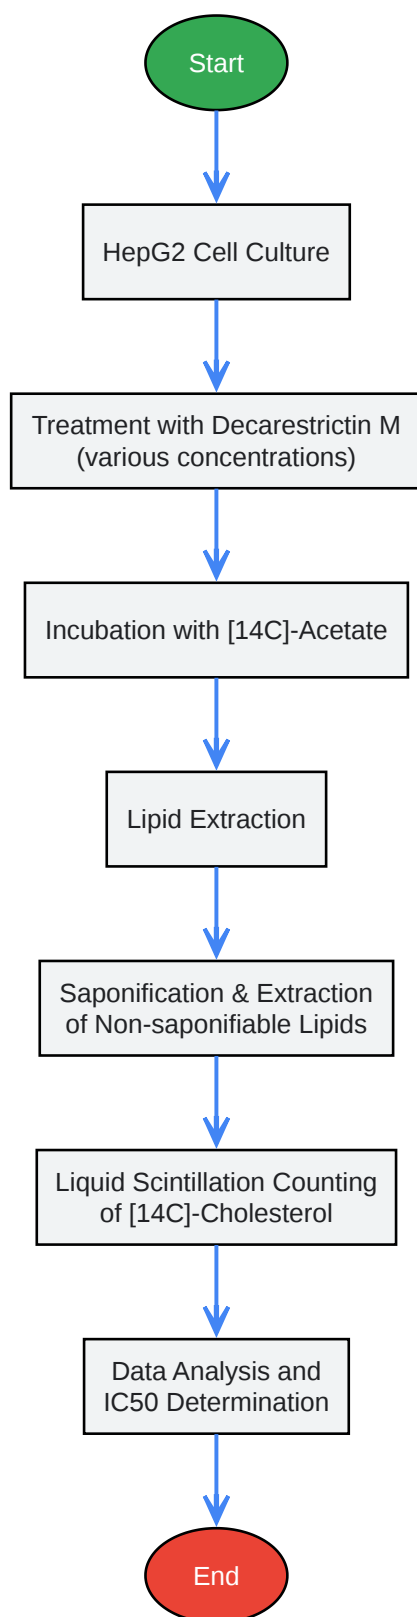 Start
HepG2 Cell Culture
Treatment with Decarestrictin M
(various concentrations)
Incubation with [14C]-Acetate
Lipid Extraction
Saponification & Extraction
of Non-saponifiable Lipids
Liquid Scintillation Counting
of [14C]-Cholesterol
Data Analysis and
IC50 Determination
End